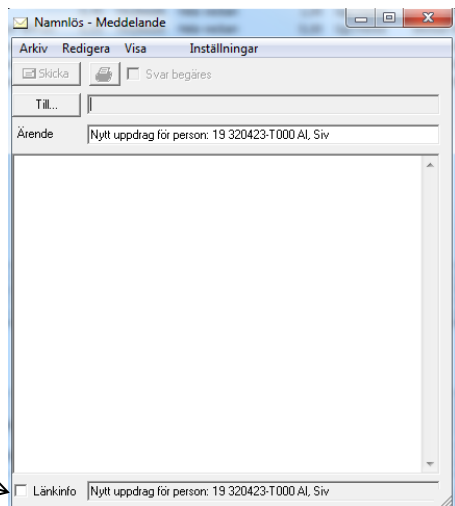 Namnlös - Meddelande
Arkiv Redigera Visa Inställningar
Skicka Svar begäres
Till...
Ärende Nytt uppdrag för person: 19 320423-T000 Al, Siv
Länkinfo Nytt uppdrag för person: 19 320423-T000 Al, Siv